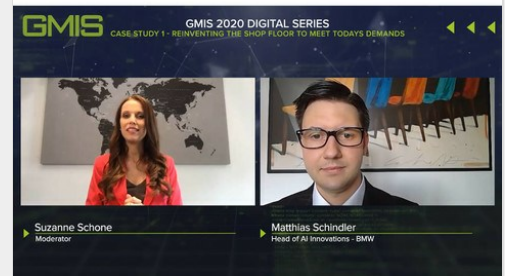 GMIS
GMIS 2020 DIGITAL SERIES
CASE STUDY 1 - REINVENTING THE SHOP FLOOR TO MEET TODAYS DEMANDS
Suzanne Schone
Moderator
Matthias Schindler
Head of AI Innovations - BMW